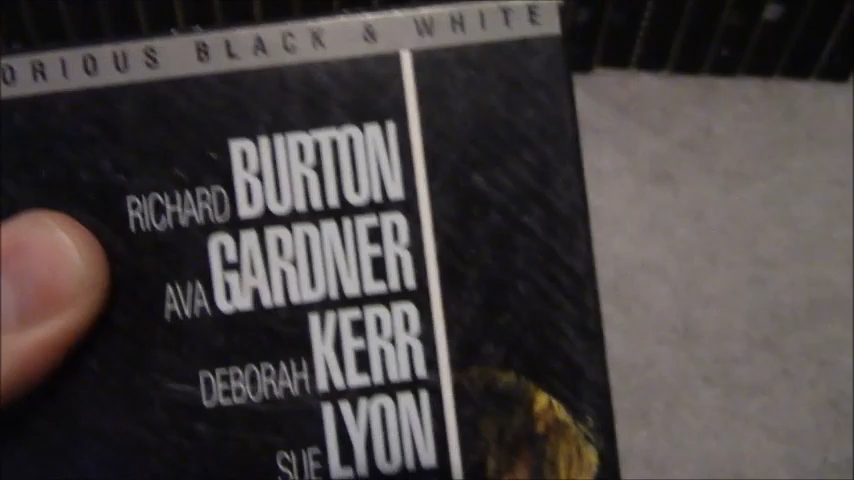 ORIOUS BLACK & WHITE
RICHARD BURTON
AVA GARDNER
DEBORAH KERR
SUE LYON